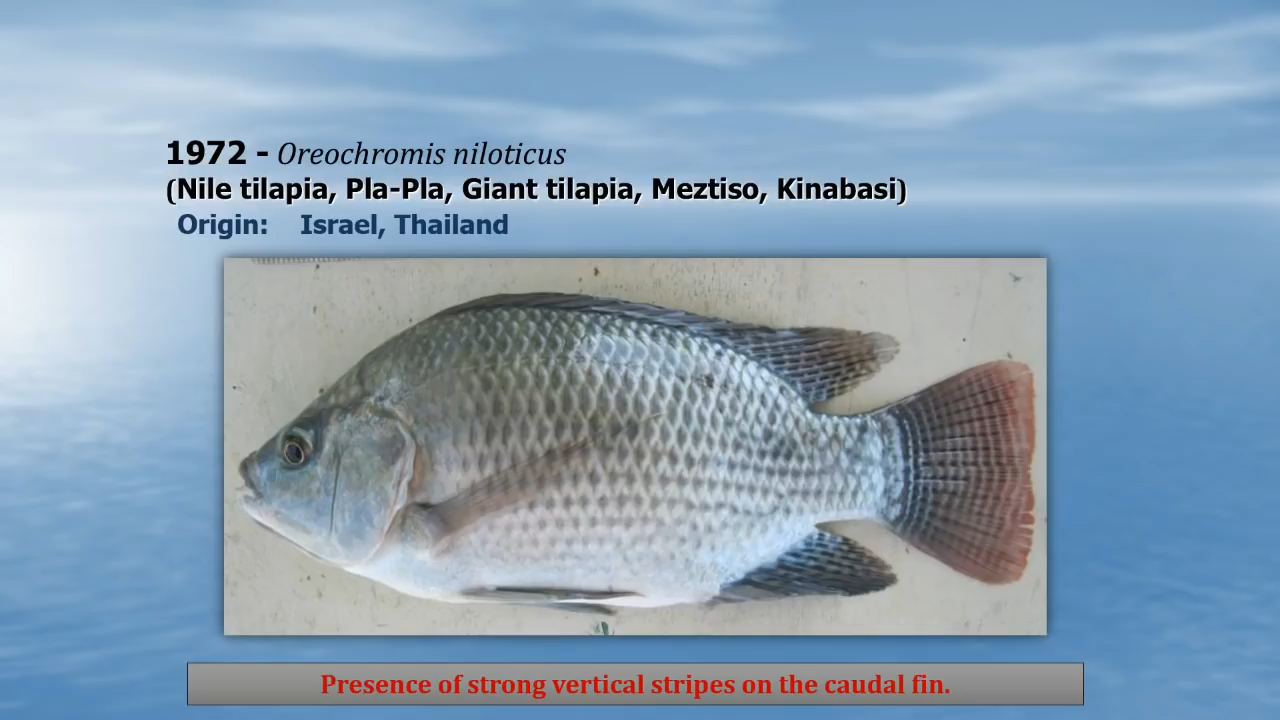 1972 - Oreochromis niloticus
(Nile tilapia, Pla-Pla, Giant tilapia, Meztiso, Kinabasi)
Origin: Israel, Thailand
Presence of strong vertical stripes on the caudal fin.